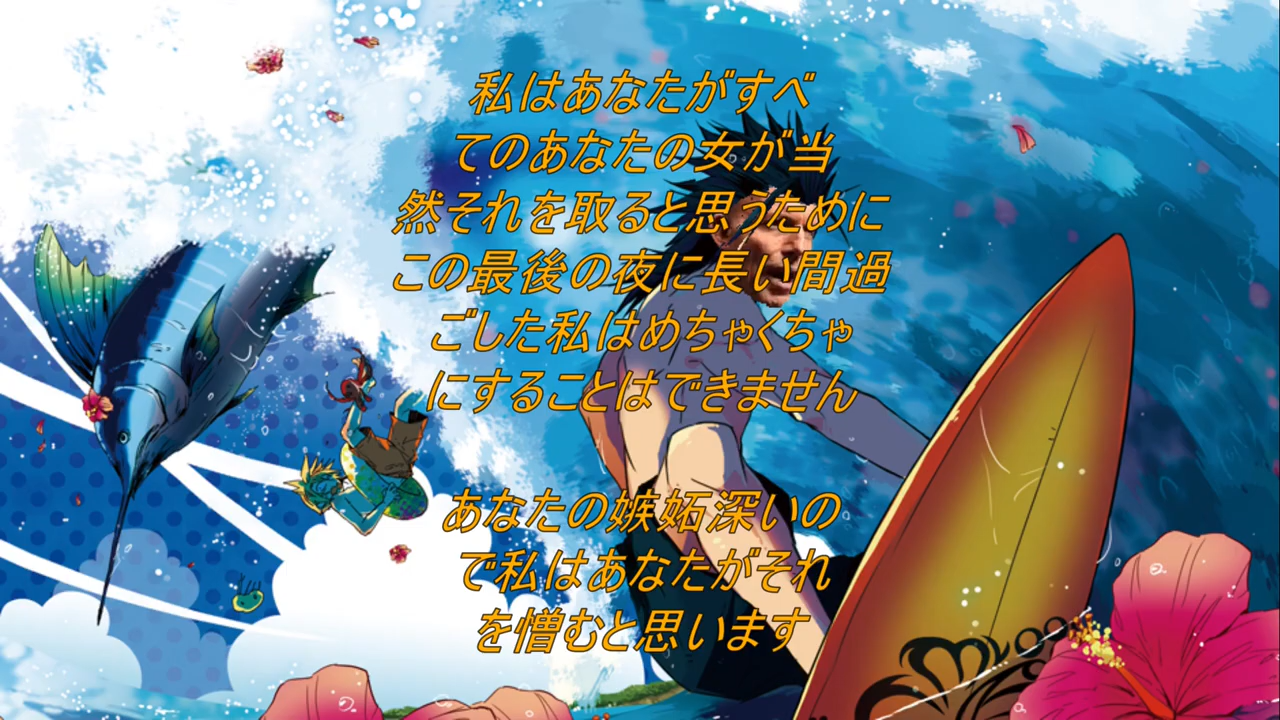 私はあなたがすべ
てのあなたの女が当
然それを取ると思うために
この最後の夜に長い間過
ごした私はめちゃくちゃ
にすることはできません
あなたの嫉妬深いの
で私はあなたがそれ
を憎むと思います